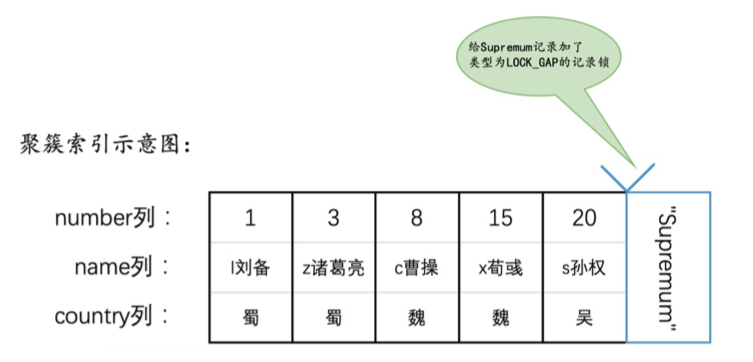 给Supremum记录加了
类型为LOCK_GAP的记录锁
聚簇索引示意图：
number列： 1 3 8 15 20 "Supremum"
name列： l刘备 z诸葛亮 c曹操 x荀彧 s孙权
country列： 蜀 蜀 魏 魏 吴